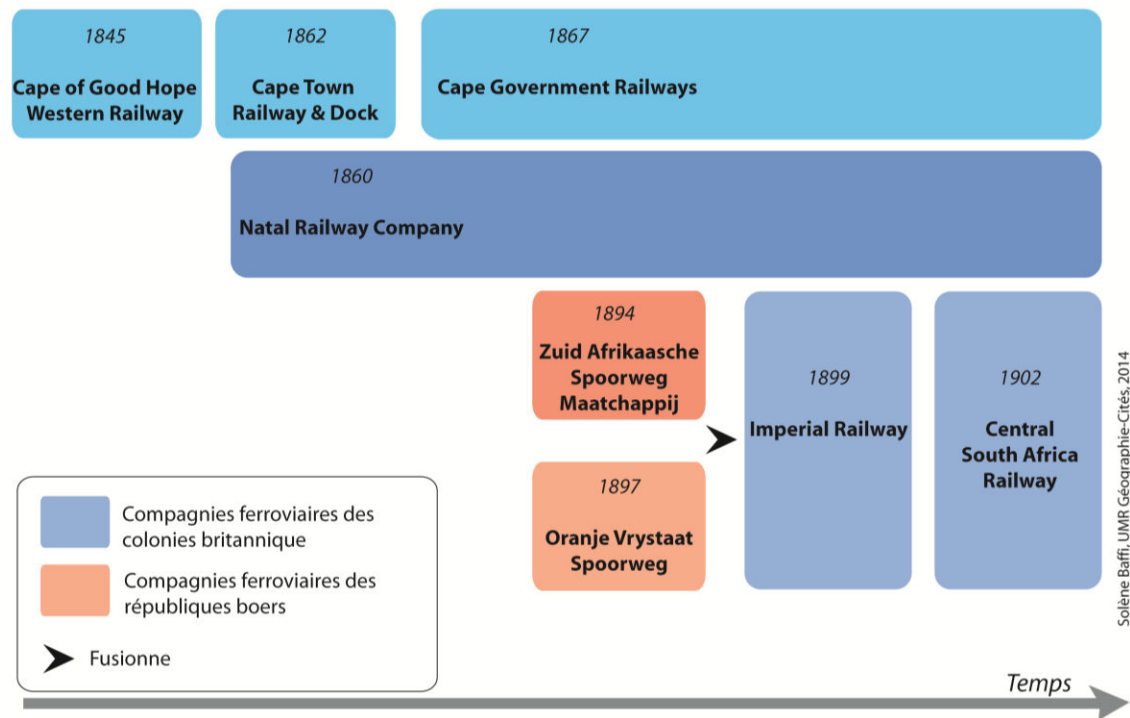 1845
Cape of Good Hope
Western Railway
1862
Cape Town
Railway & Dock
1867
Cape Government Railways
1860
Natal Railway Company
1894
Zuid Afrikaasche
Spoorweg
Maatchappij
1897
Oranje Vrystaat
Spoorweg
1899
Imperial Railway
1902
Central
South Africa
Railway
Compagnies ferroviaires des
colonies britannique
Compagnies ferroviaires des
républiques boers
Fusionne
Temps
Solène Baffi, UMR Géographie-Cités, 2014